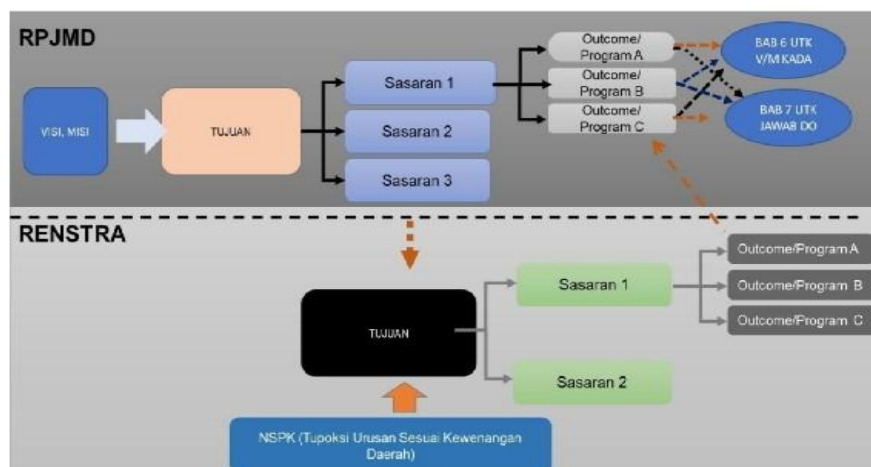 RPJMD
VISI, MISI
TUJUAN
Sasaran 1
Sasaran 2
Sasaran 3
Outcome/
Program A
Outcome/
Program B
Outcome/
Program C
BAB 6 UTK
V/M KADA
BAB 7 UTK
JAWAB DO
RENSTRA
TUJUAN
Sasaran 1
Sasaran 2
Outcome/Program A
Outcome/Program B
Outcome/Program C
NSPK (Tupoksi Urusan Sesuai Kewenangan
Daerah)